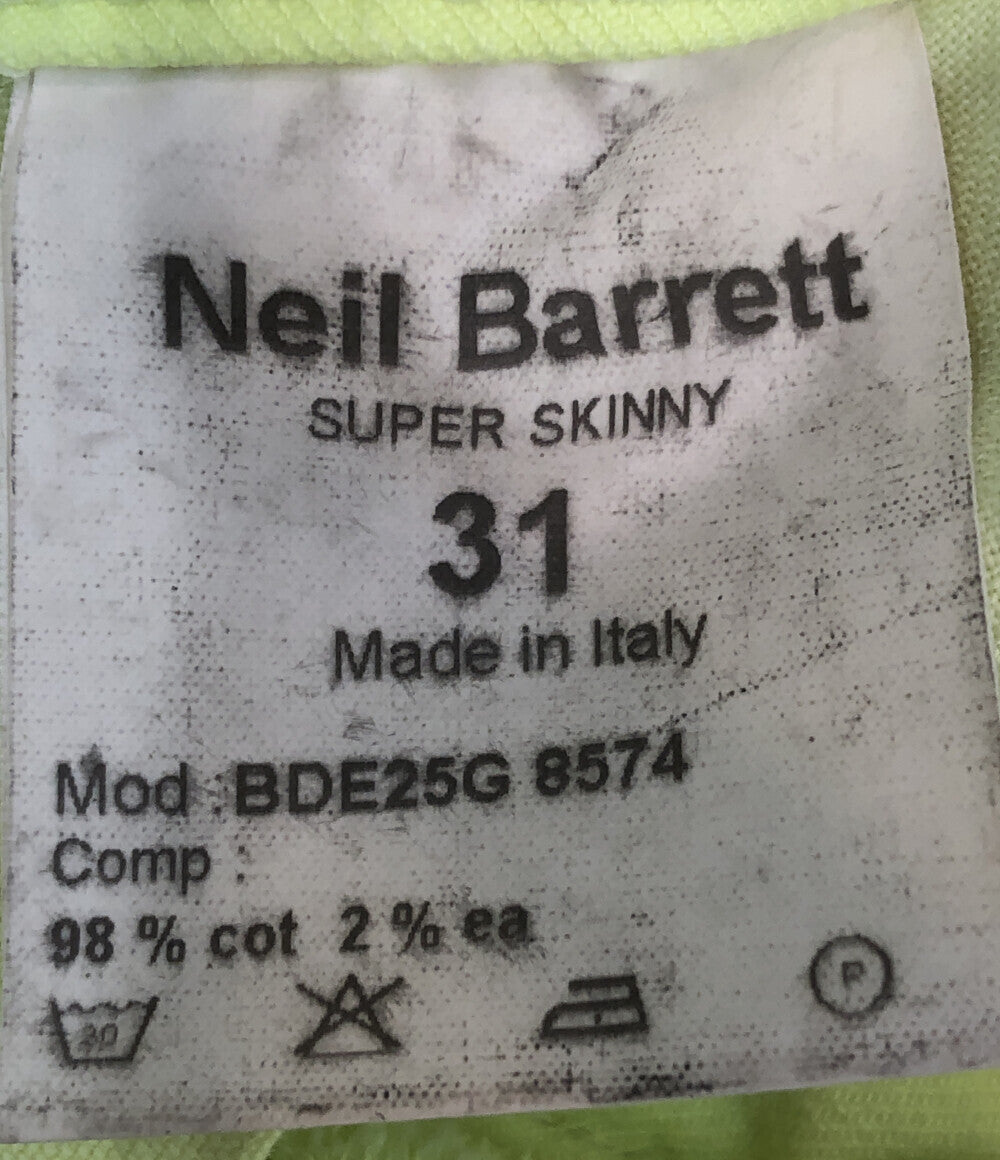 Neil Barrett
SUPER SKINNY
31
Made in Italy
Mod :BDE25G 8574
Comp :
98 % cot 2 % ea
30
P